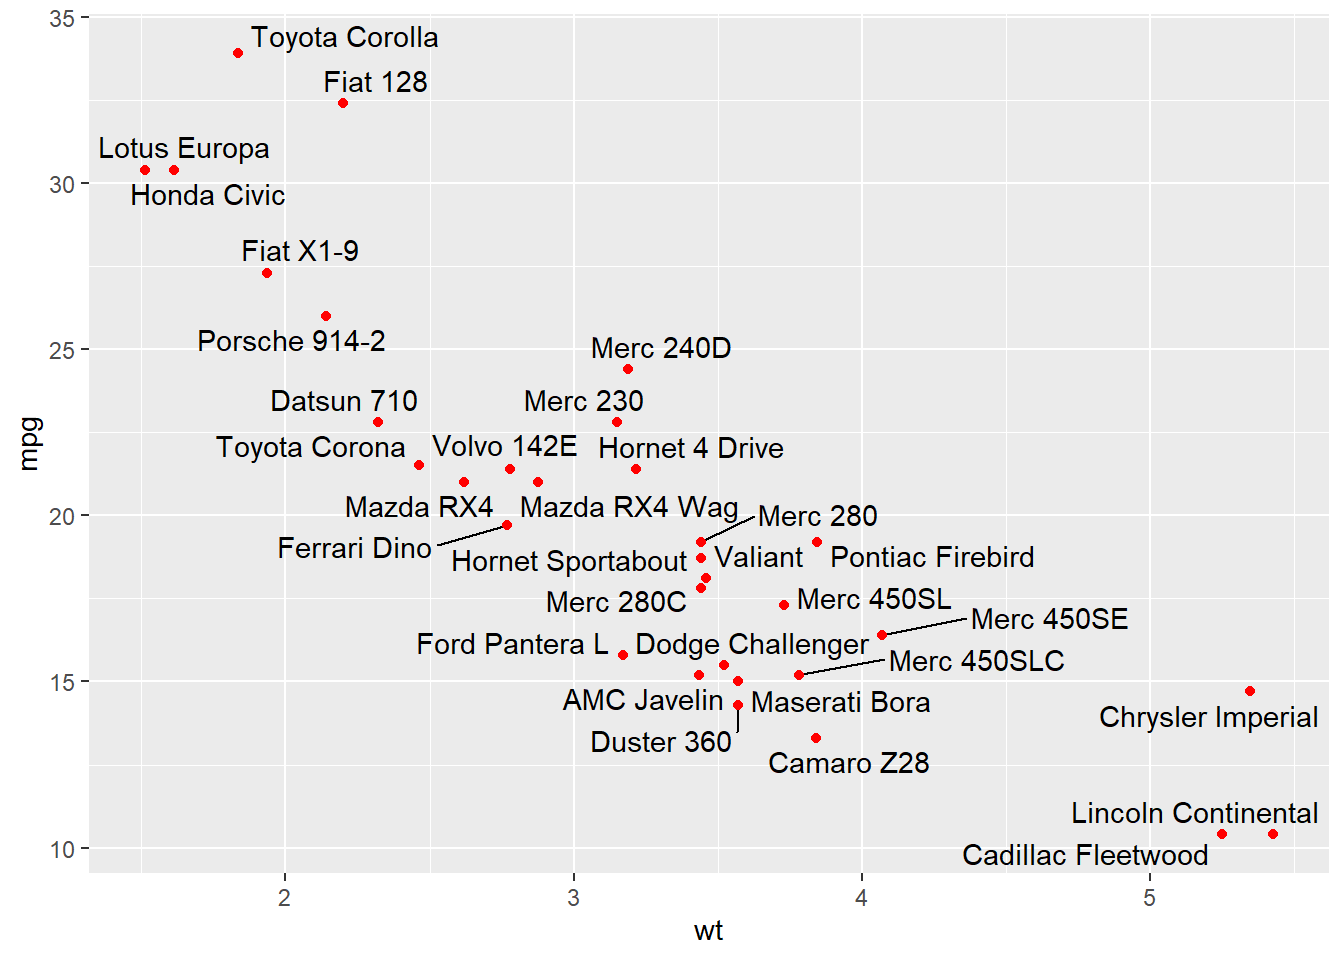 35
Toyota Corolla
Fiat 128
Lotus Europa
30
Honda Civic
Fiat X1-9
Porsche 914-2
25
Merc 240D
Datsun 710
Merc 230
Toyota Corona
Volvo 142E
Hornet 4 Drive
mpg
Mazda RX4
Mazda RX4 Wag
20
Merc 280
Ferrari Dino
Hornet Sportabout
Valiant
Pontiac Firebird
Merc 280C
Merc 450SL
Merc 450SE
Ford Pantera L
Dodge Challenger
Merc 450SLC
15
AMC Javelin
Maserati Bora
Chrysler Imperial
Duster 360
Camaro Z28
Lincoln Continental
10
Cadillac Fleetwood
2 3 4 5
wt